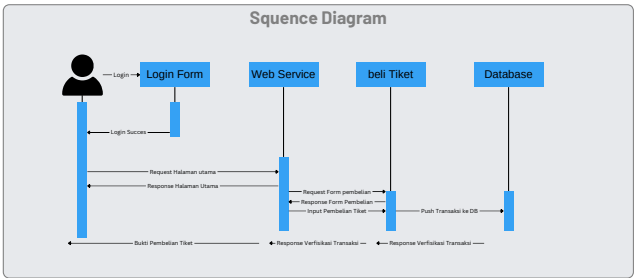 Squence Diagram
Login
Login Form
Web Service
beli Tiket
Database
Login Succes
Request Halaman utama
Response Halaman Utama
Request Form pembelian
Response Form Pembelian
Input Pembelian Tiket
Push Transaksi ke DB
Bukti Pembelian Tiket
Response Verfisikasi Transaksi
Response Verfisikasi Transaksi